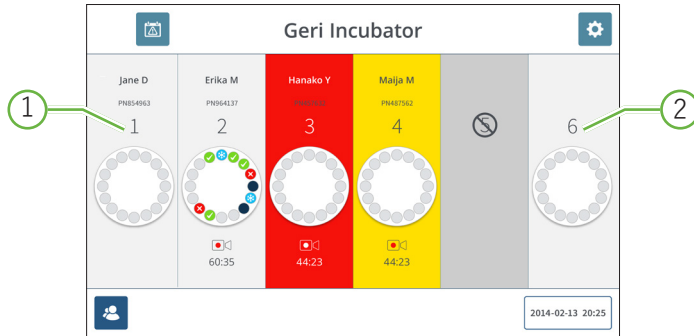 Geri Incubator
Jane D
PN854963
1
Erika M
PN964137
2
60:35
Hanako Y
3
44:23
Maija M
PN487562
4
44:23
5
6
1
2
2014-02-13 20:25